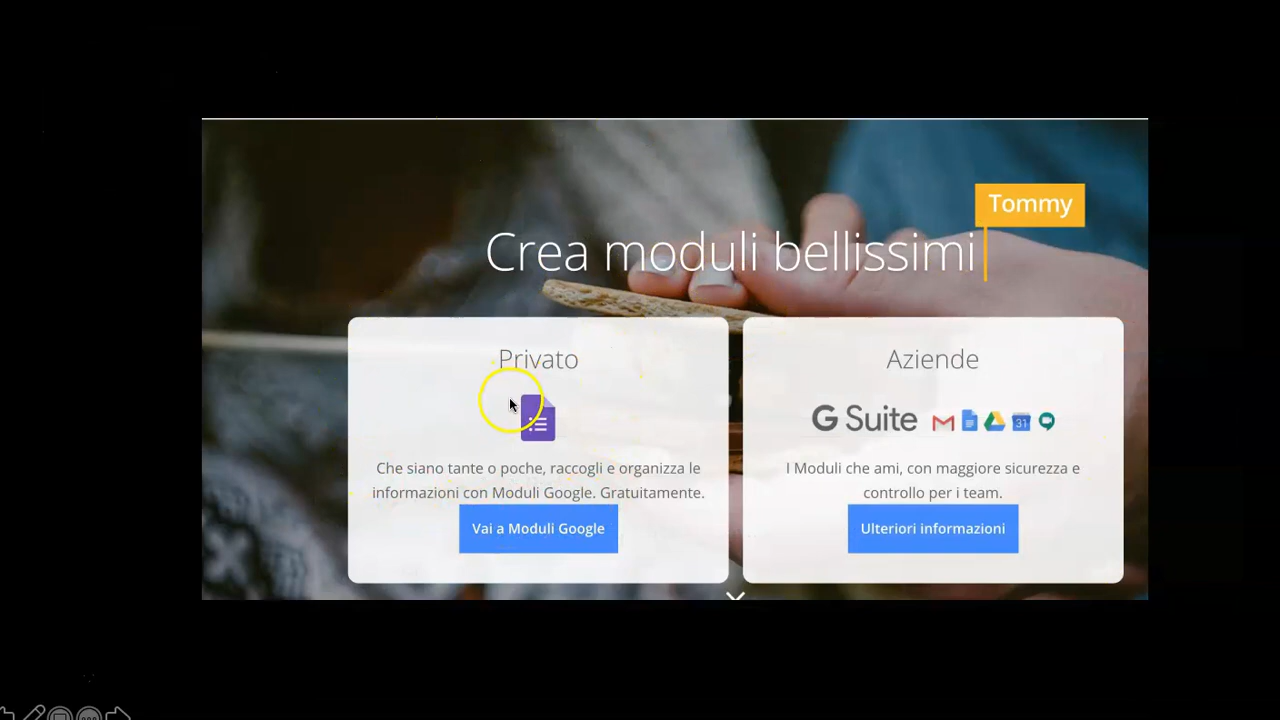 Tommy
Crea moduli bellissimi
Privato
Che siano tante o poche, raccogli e organizza le
informazioni con Moduli Google. Gratuitamente.
Vai a Moduli Google
Aziende
G Suite
31
I Moduli che ami, con maggiore sicurezza e
controllo per i team.
Ulteriori informazioni